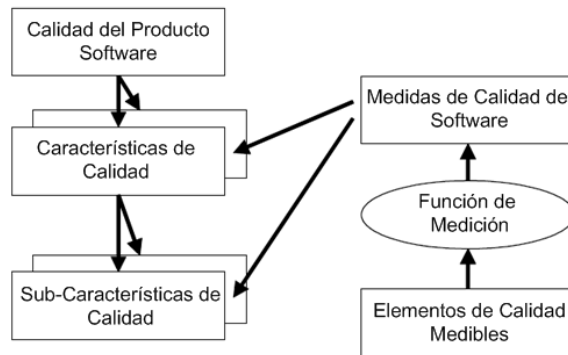 Calidad del Producto
Software
Características de
Calidad
Sub-Características de
Calidad
Medidas de Calidad de
Software
Función de
Medición
Elementos de Calidad
Medibles